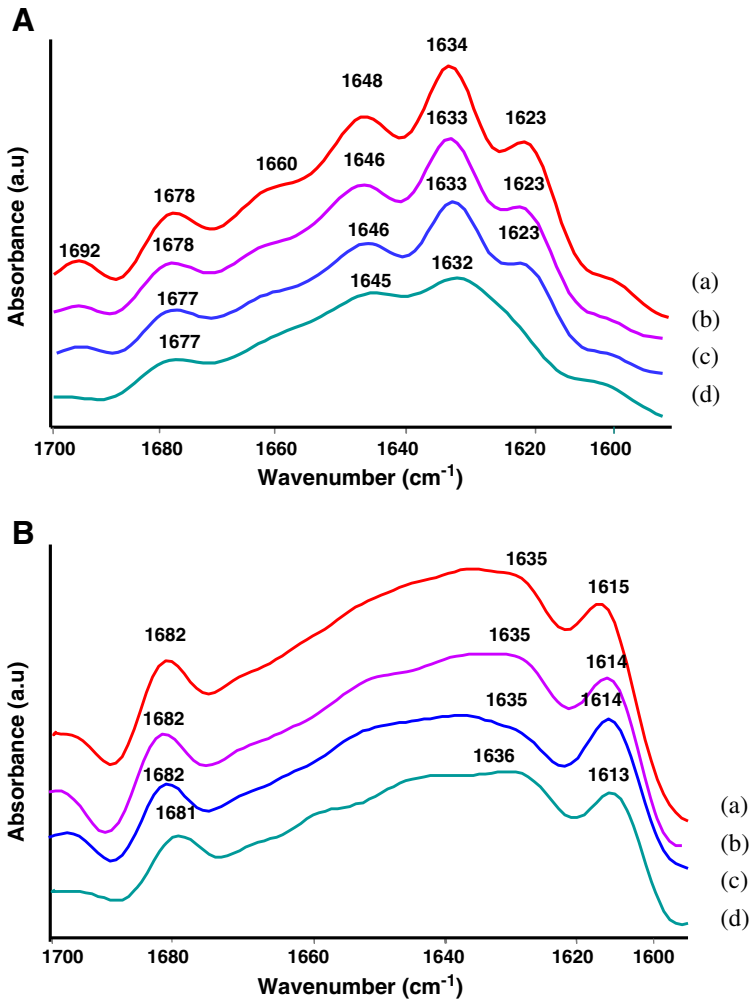 A
Absorbance (a.u)
1634
1648
1633
1623
1660
1646
1633
1623
1678
1692
1678
1646
1632
1623
1677
1645
1677
(a)
(b)
(c)
(d)
1700 1680 1660 1640 1620 1600
Wavenumber (cm-1)
B
Absorbance (a.u)
1635
1615
1682
1635
1614
1682
1635
1614
1682
1636
1613
1681
(a)
(b)
(c)
(d)
1700 1680 1660 1640 1620 1600
Wavenumber (cm-1)